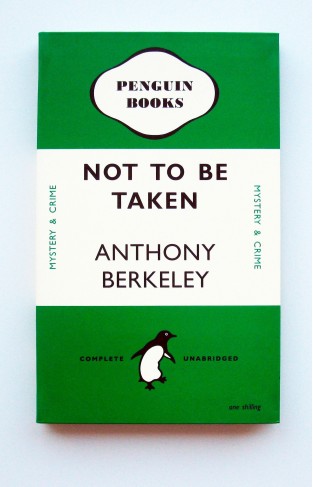 PENGUIN
BOOKS
NOT TO BE
TAKEN
MYSTERY & CRIME
MYSTERY & CRIME
ANTHONY
BERKELEY
COMPLETE UNABRIDGED
one shilling